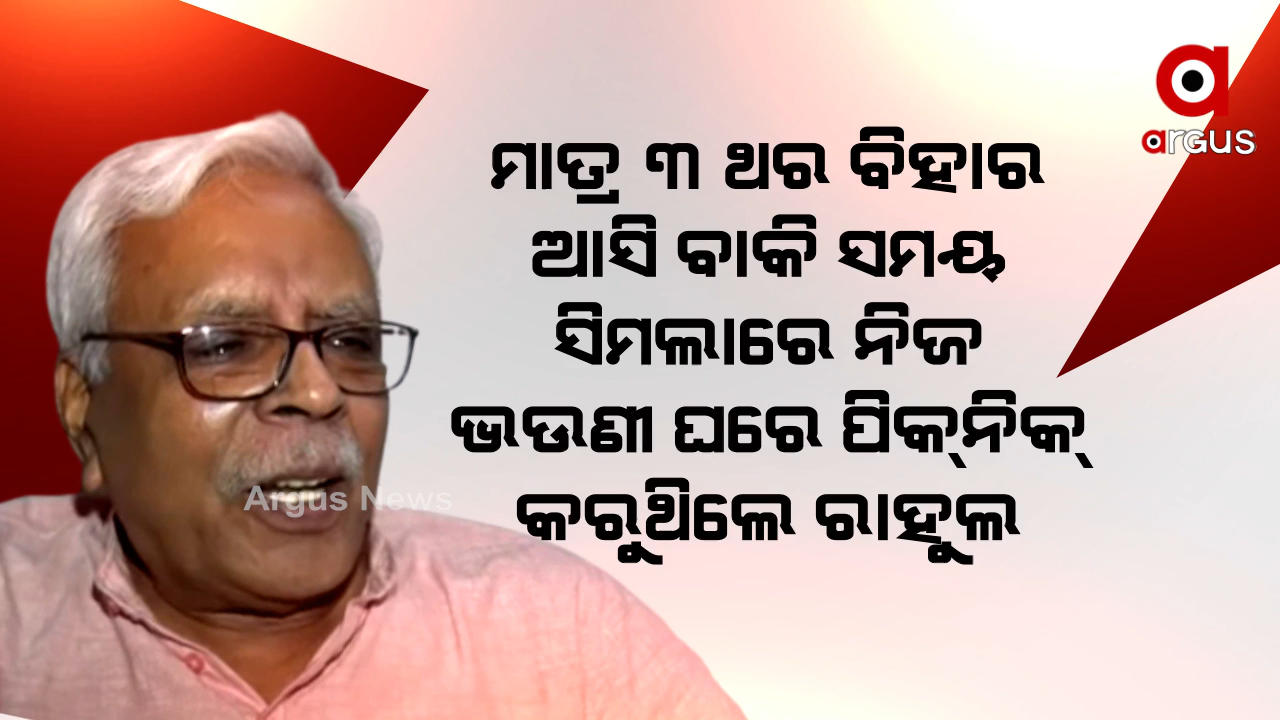 argus
ମାତ୍ର ୩ ଥର ବିହାର
ଆସି ବାକି ସମୟ
ସିମଲାରେ ନିଜ
ଭଉଣୀ ଘରେ ପିକ୍‌ନିକ୍
କରୁଥିଲେ ରାହୁଲ
Argus News